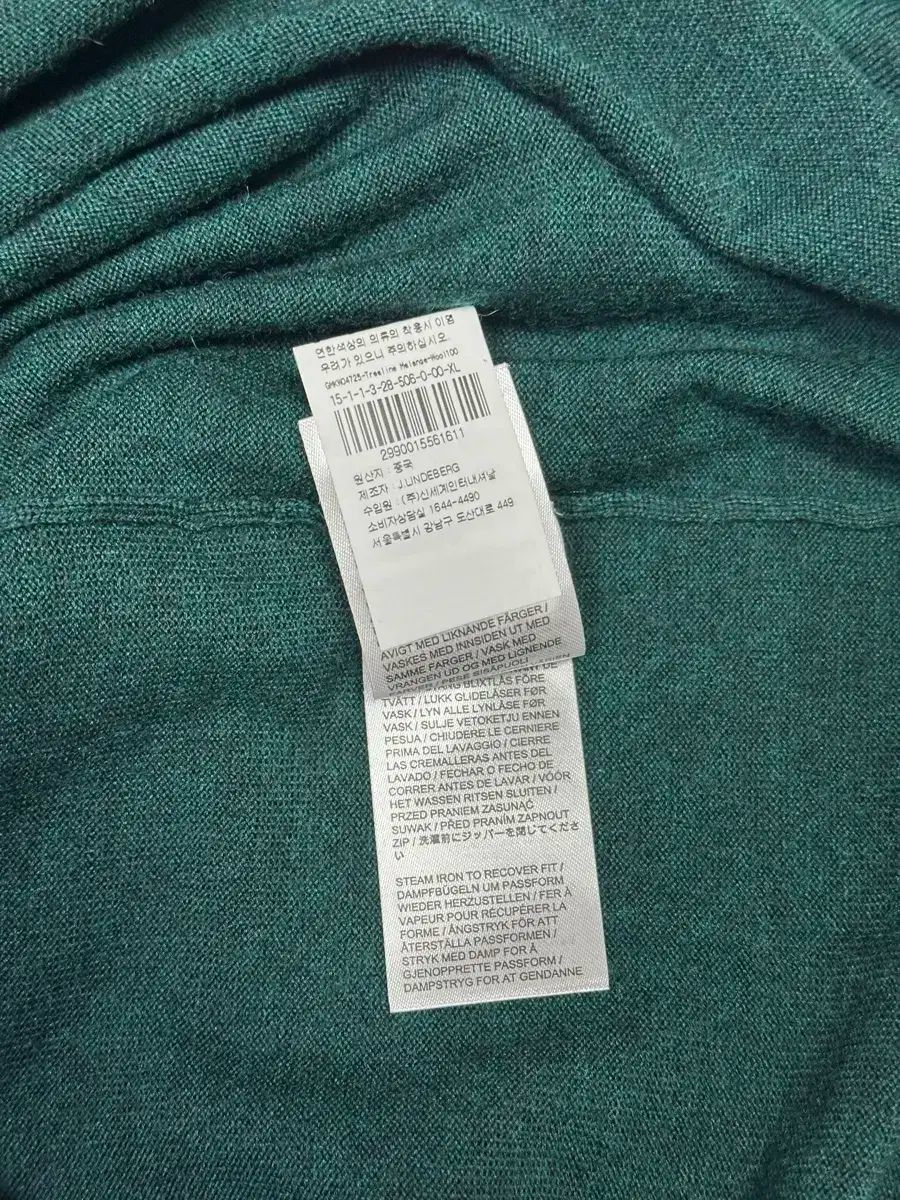 연한색상의 의류의 착용시 이염
우려가 있으니 주의하십시오.
GMKW04725-Treeline Melange-Wool100
15-1-1-3-28-506-0-00-XL
2990015561611
원산지 : 중국
제조자 : J.LINDEBERG
수입원 : (주)신세계인터내셔날
소비자상담실 1644-4490
서울특별시 강남구 도산대로 449
AVIGT MED LIKNANDE FÄRGER /
VASKES MED INNSIDEN UT MED
SAMME FARGER / VASK MED
VRANGEN UD OG MED LIGNENDE
PESE SISÄPUOLI
TVÄTT / LUKK GLIDELÅSER FØR
VASK / LYN ALLE LYNLÅSE FØR
VASK / SULJE VETOKETJU ENNEN
PESUA / CHIUDERE LE CERNIERE
PRIMA DEL LAVAGGIO / CIERRE
LAS CREMALLERAS ANTES DEL
LAVADO / FECHAR O FECHO DE
CORRER ANTES DE LAVAR / VÓÓR
HET WASSEN RITSEN SLUITEN /
PRZED PRANIEM ZASUNAĆ
SUWAK / PŘED PRANÍM ZAPNOUT
ZIP / 洗濯前にジッパーを閉じてくださ
い
STEAM IRON TO RECOVER FIT /
DAMPFBÜGELN UM PASSFORM
WIEDER HERZUSTELLEN / FER À
VAPEUR POUR RÉCUPÉRER LA
FORME / ÅNGSTRYK FÖR ATT
ÅTERSTÄLLA PASSFORMEN /
STRYK MED DAMP FOR Å
GJENOPPRETTE PASSFORM /
DAMPSTRYG FOR AT GENDANNE